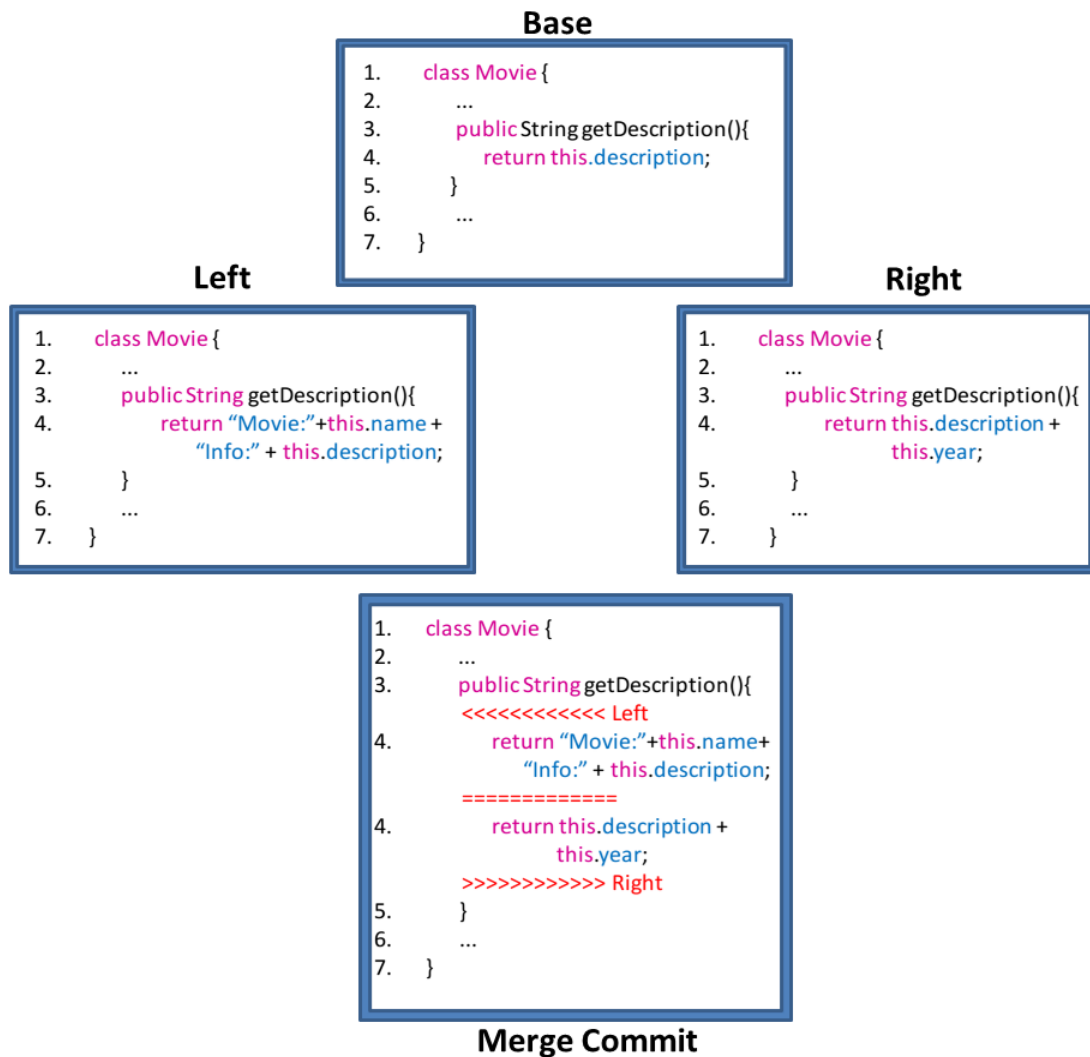 Base
1. class Movie {
2. ...
3. public String getDescription(){
4. return this.description;
5. }
6. ...
7. }
Left
1. class Movie {
2. ...
3. public String getDescription(){
4. return “Movie:”+this.name +
“Info:” + this.description;
5. }
6. ...
7. }
Right
1. class Movie {
2. ...
3. public String getDescription(){
4. return this.description +
this.year;
5. }
6. ...
7. }
1. class Movie {
2. ...
3. public String getDescription(){
<<<<<<<<<<<< Left
4. return “Movie:”+this.name+
“Info:” + this.description;
=============
4. return this.description +
this.year;
>>>>>>>>>>>> Right
5. }
6. ...
7. }
Merge Commit